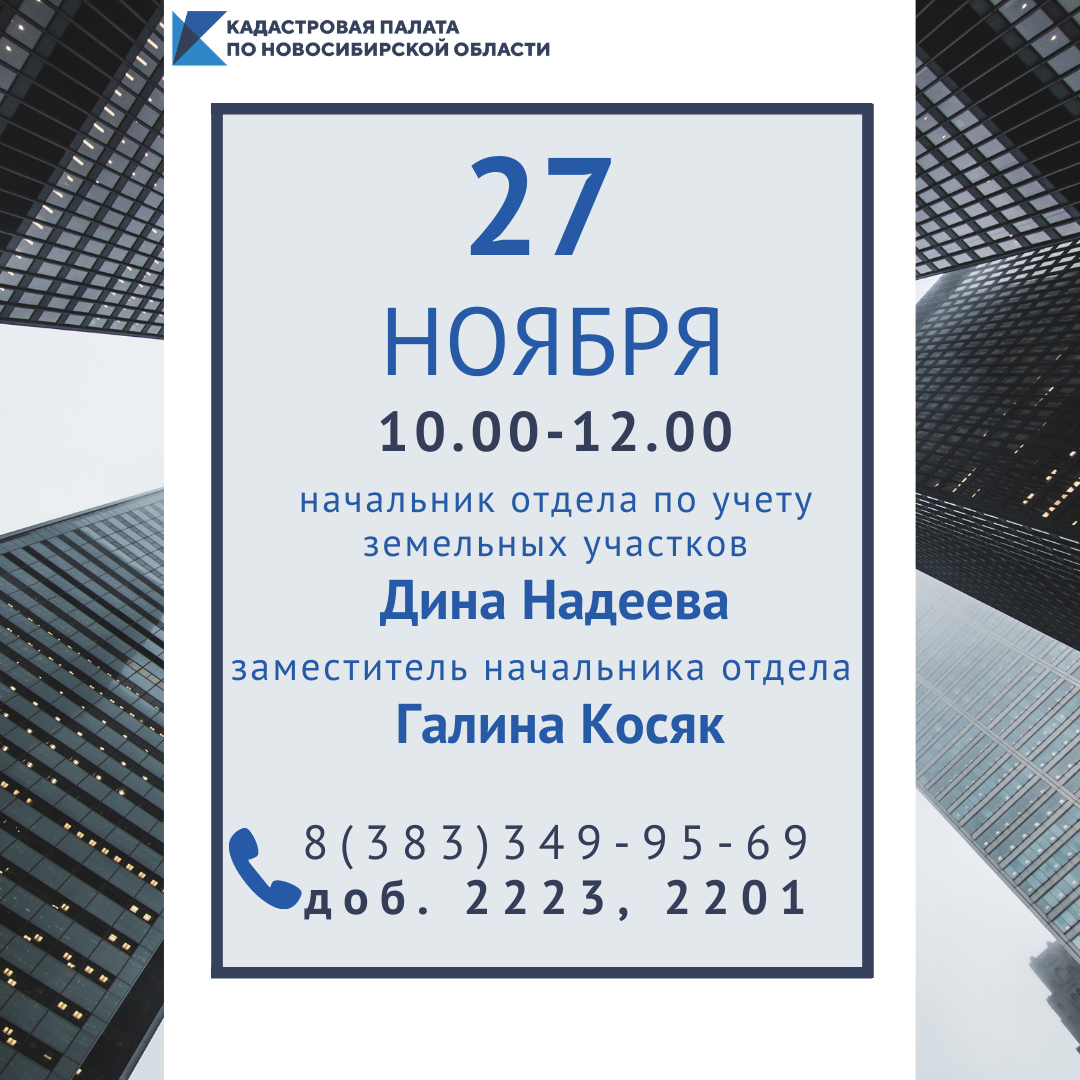 КАДАСТРОВАЯ ПАЛАТА
ПО НОВОСИБИРСКОЙ ОБЛАСТИ
27
НОЯБРЯ
10.00-12.00
начальник отдела по учету
земельных участков
Дина Надеева
заместитель начальника отдела
Галина Косяк
8(383)349-95-69
доб. 2223, 2201